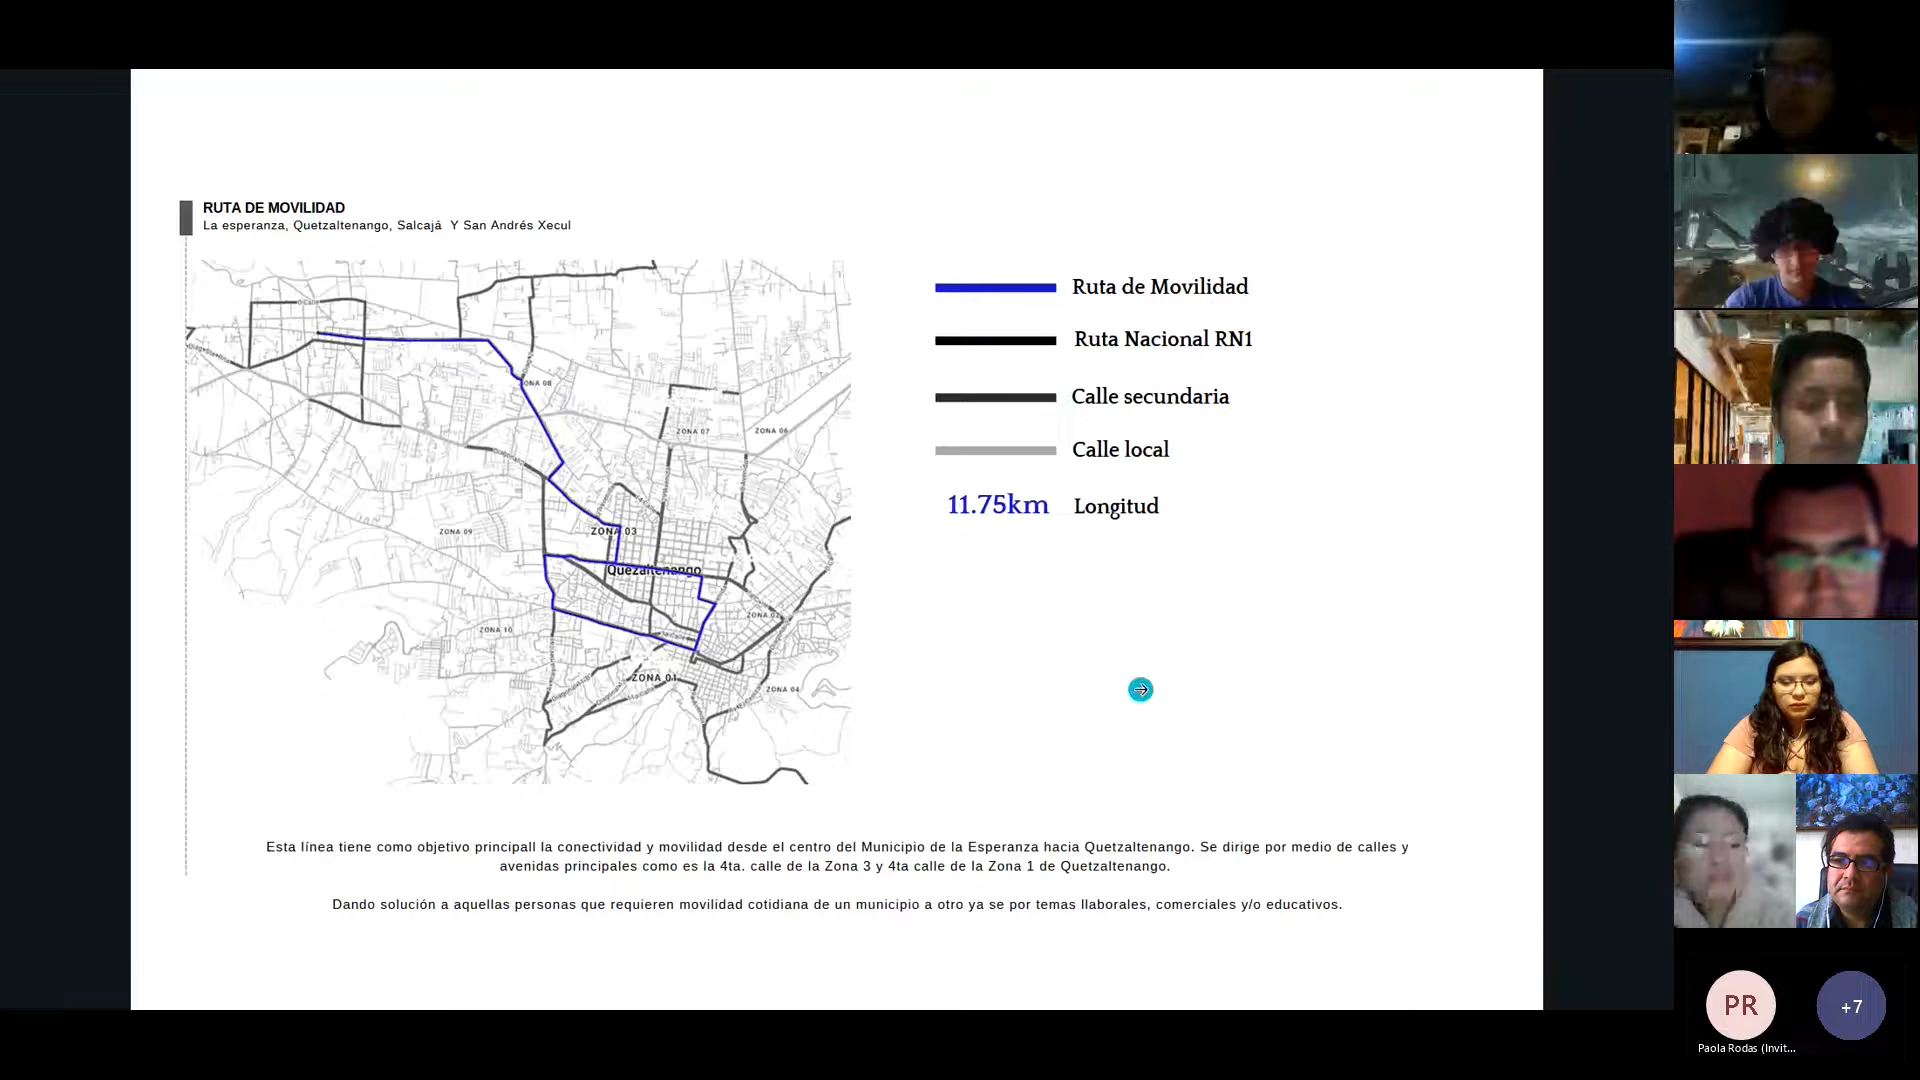 RUTA DE MOVILIDAD
La esperanza, Quetzaltenango, Salcajá Y San Andrés Xecul
ZONA 08
ZONA 07
ZONA 06
ZONA 09
ZONA 03
Quezaltenango
ZONA 02
ZONA 10
ZONA 01
ZONA 04
Ruta de Movilidad
Ruta Nacional RN1
Calle secundaria
Calle local
11.75km Longitud
Esta línea tiene como objetivo principall la conectividad y movilidad desde el centro del Municipio de la Esperanza hacia Quetzaltenango. Se dirige por medio de calles y
avenidas principales como es la 4ta. calle de la Zona 3 y 4ta calle de la Zona 1 de Quetzaltenango.
Dando solución a aquellas personas que requieren movilidad cotidiana de un municipio a otro ya se por temas llaborales, comerciales y/o educativos.
PR
+7
Paola Rodas (Invit...